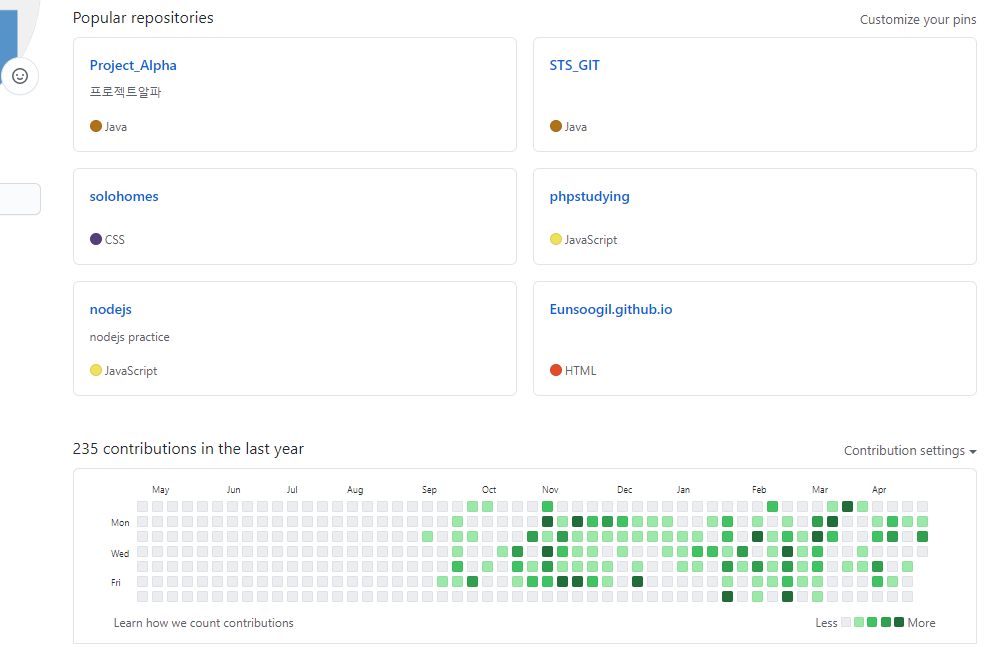 Popular repositories
Customize your pins
Project_Alpha
프로젝트알파
Java
STS_GIT
Java
solohomes
CSS
phpstudying
JavaScript
nodejs
nodejs practice
JavaScript
Eunsoogil.github.io
HTML
235 contributions in the last year
Contribution settings
May Jun Jul Aug Sep Oct Nov Dec Jan Feb Mar Apr
Mon
Wed
Fri
Learn how we count contributions
Less More